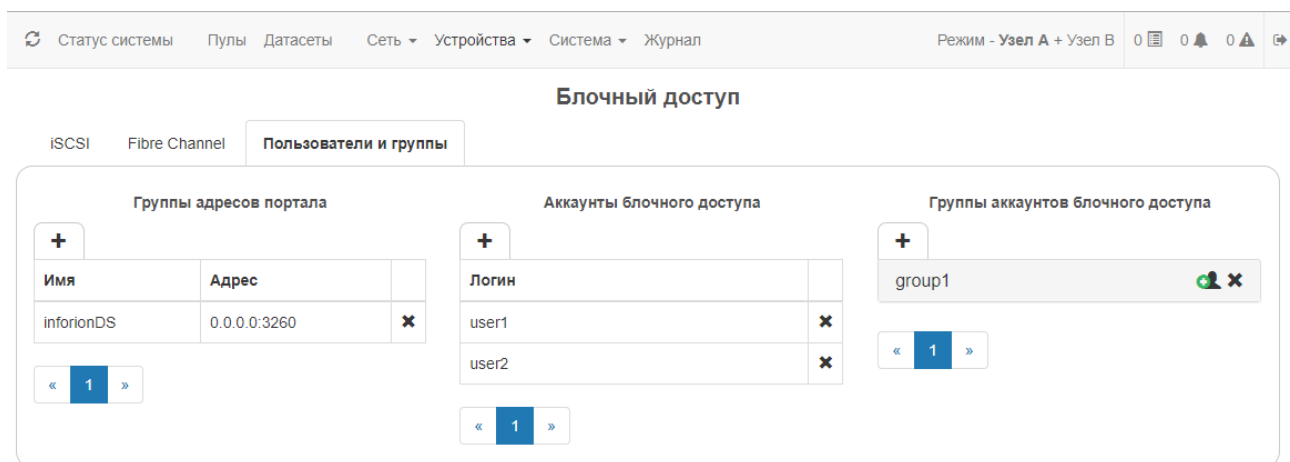 Статус системы Пулы Датасеты Сеть Устройства Система Журнал Режим - Узел A + Узел B 0 0 0
Блочный доступ
iSCSI Fibre Channel Пользователи и группы
Группы адресов портала Аккаунты блочного доступа Группы аккаунтов блочного доступа
+ + +
Имя Адрес Логин group1
inforionDS 0.0.0.0:3260 user1
user2
« 1 » « 1 » « 1 »